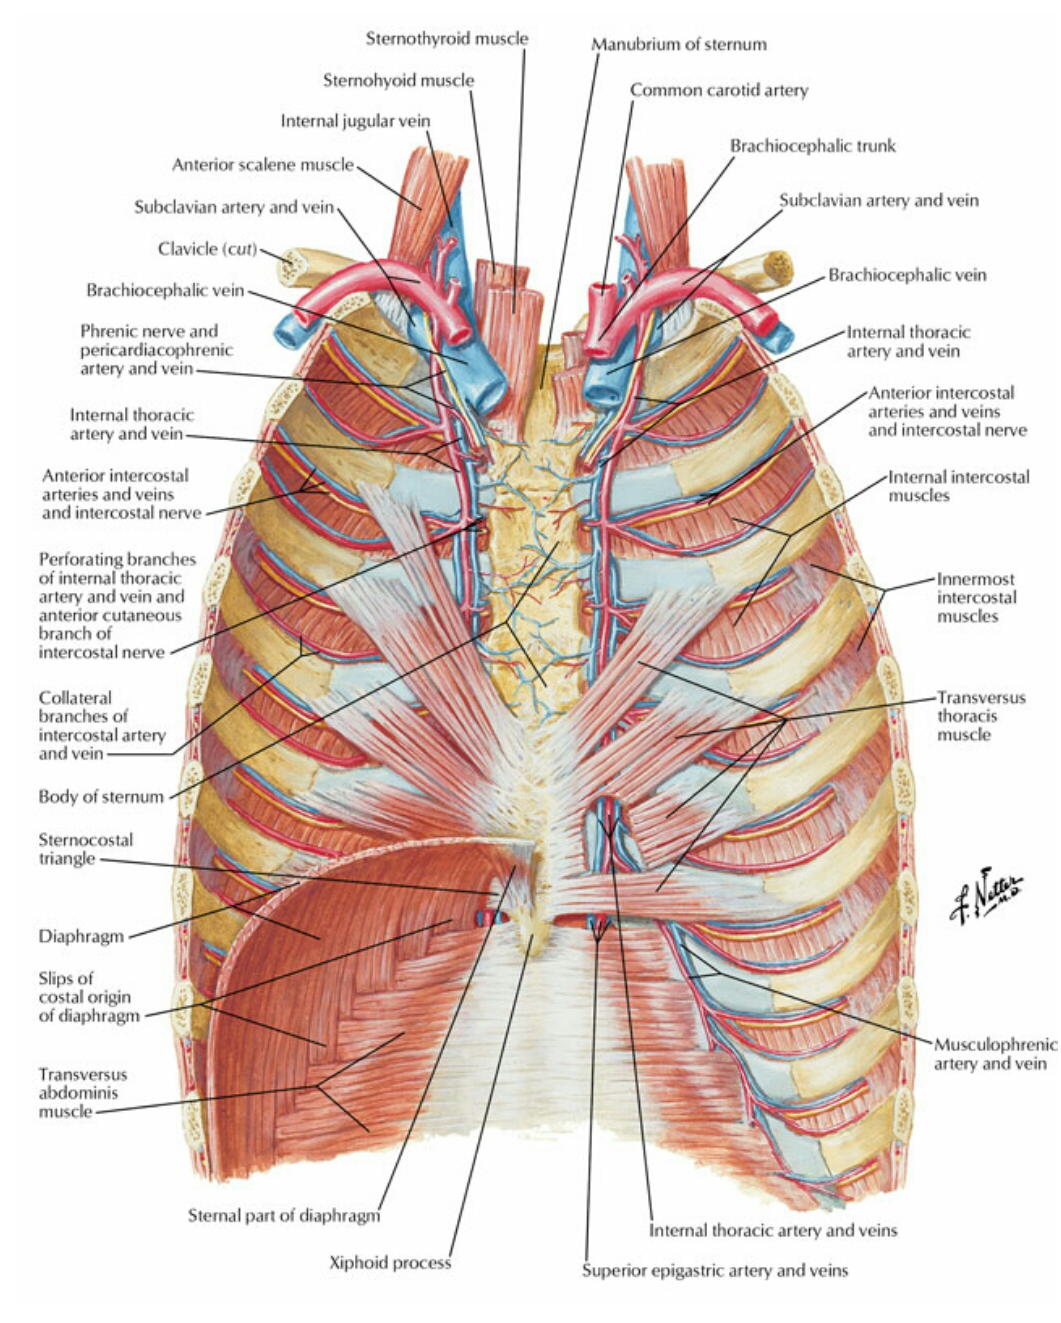 Sternothyroid muscle
Sternohyoid muscle
Internal jugular vein
Anterior scalene muscle
Subclavian artery and vein
Clavicle (cut)
Brachiocephalic vein
Phrenic nerve and
pericardiacophrenic
artery and vein
Internal thoracic
artery and vein
Anterior intercostal
arteries and veins
and intercostal nerve
Perforating branches
of internal thoracic
artery and vein and
anterior cutaneous
branch of
intercostal nerve
Collateral
branches of
intercostal artery
and vein
Body of sternum
Sternocostal
triangle
Diaphragm
Slips of
costal origin
of diaphragm
Transversus
abdominis
muscle
Sternal part of diaphragm
Xiphoid process
Manubrium of sternum
Common carotid artery
Brachiocephalic trunk
Subclavian artery and vein
Brachiocephalic vein
Internal thoracic
artery and vein
Anterior intercostal
arteries and veins
and intercostal nerve
Internal intercostal
muscles
Innermost
intercostal
muscles
Transversus
thoracis
muscle
F. Netter
M.D.
Musculophrenic
artery and vein
Internal thoracic artery and veins
Superior epigastric artery and veins